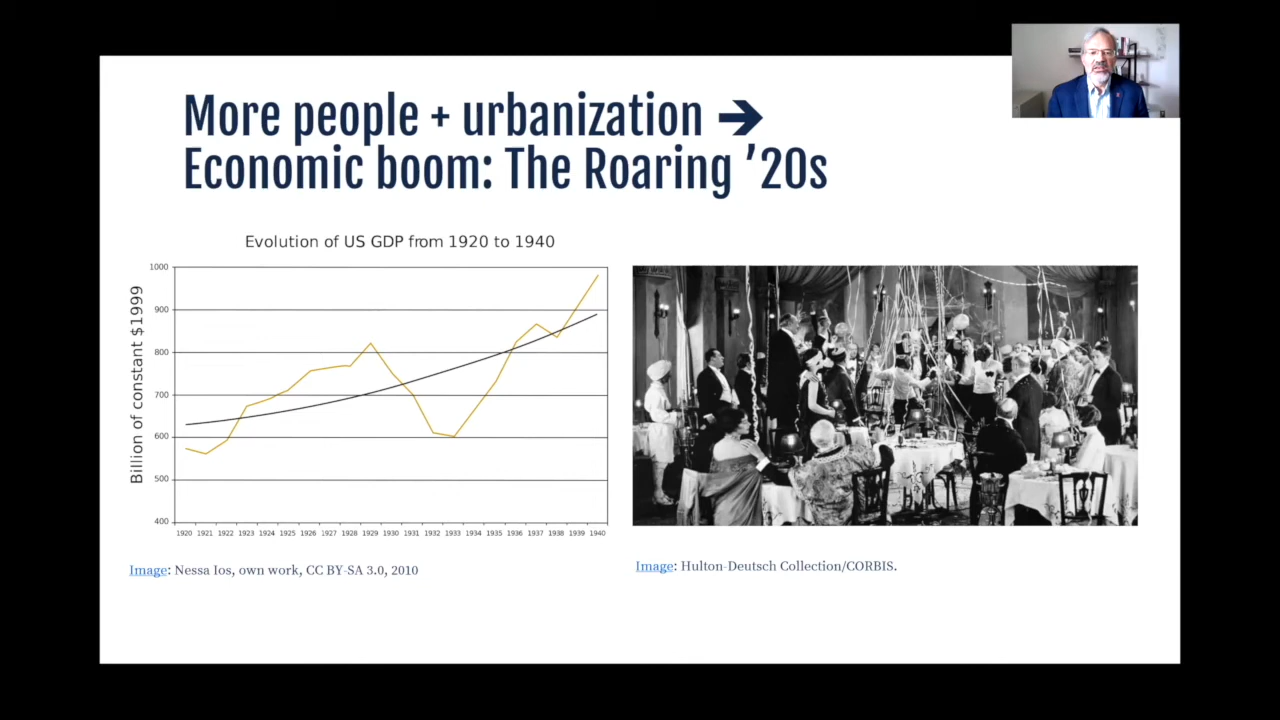 More people + urbanization ➔
Economic boom: The Roaring ’20s
Evolution of US GDP from 1920 to 1940
Billion of constant $1999
1000
900
800
700
600
500
400
1920 1921 1922 1923 1924 1925 1926 1927 1928 1929 1930 1931 1932 1933 1934 1935 1936 1937 1938 1939 1940
Image: Nessa Ios, own work, CC BY-SA 3.0, 2010
Image: Hulton-Deutsch Collection/CORBIS.